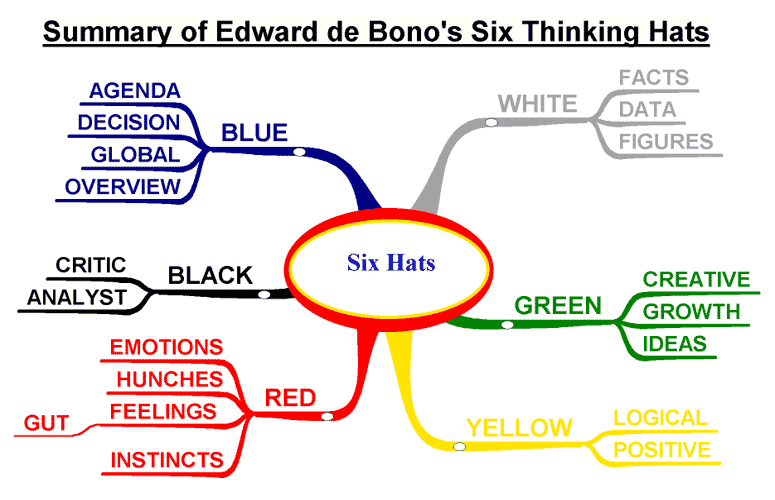 Summary of Edward de Bono's Six Thinking Hats
Six Hats
WHITE
FACTS
DATA
FIGURES
GREEN
CREATIVE
GROWTH
IDEAS
YELLOW
LOGICAL
POSITIVE
RED
EMOTIONS
HUNCHES
FEELINGS
GUT
INSTINCTS
BLACK
CRITIC
ANALYST
BLUE
AGENDA
DECISION
GLOBAL
OVERVIEW